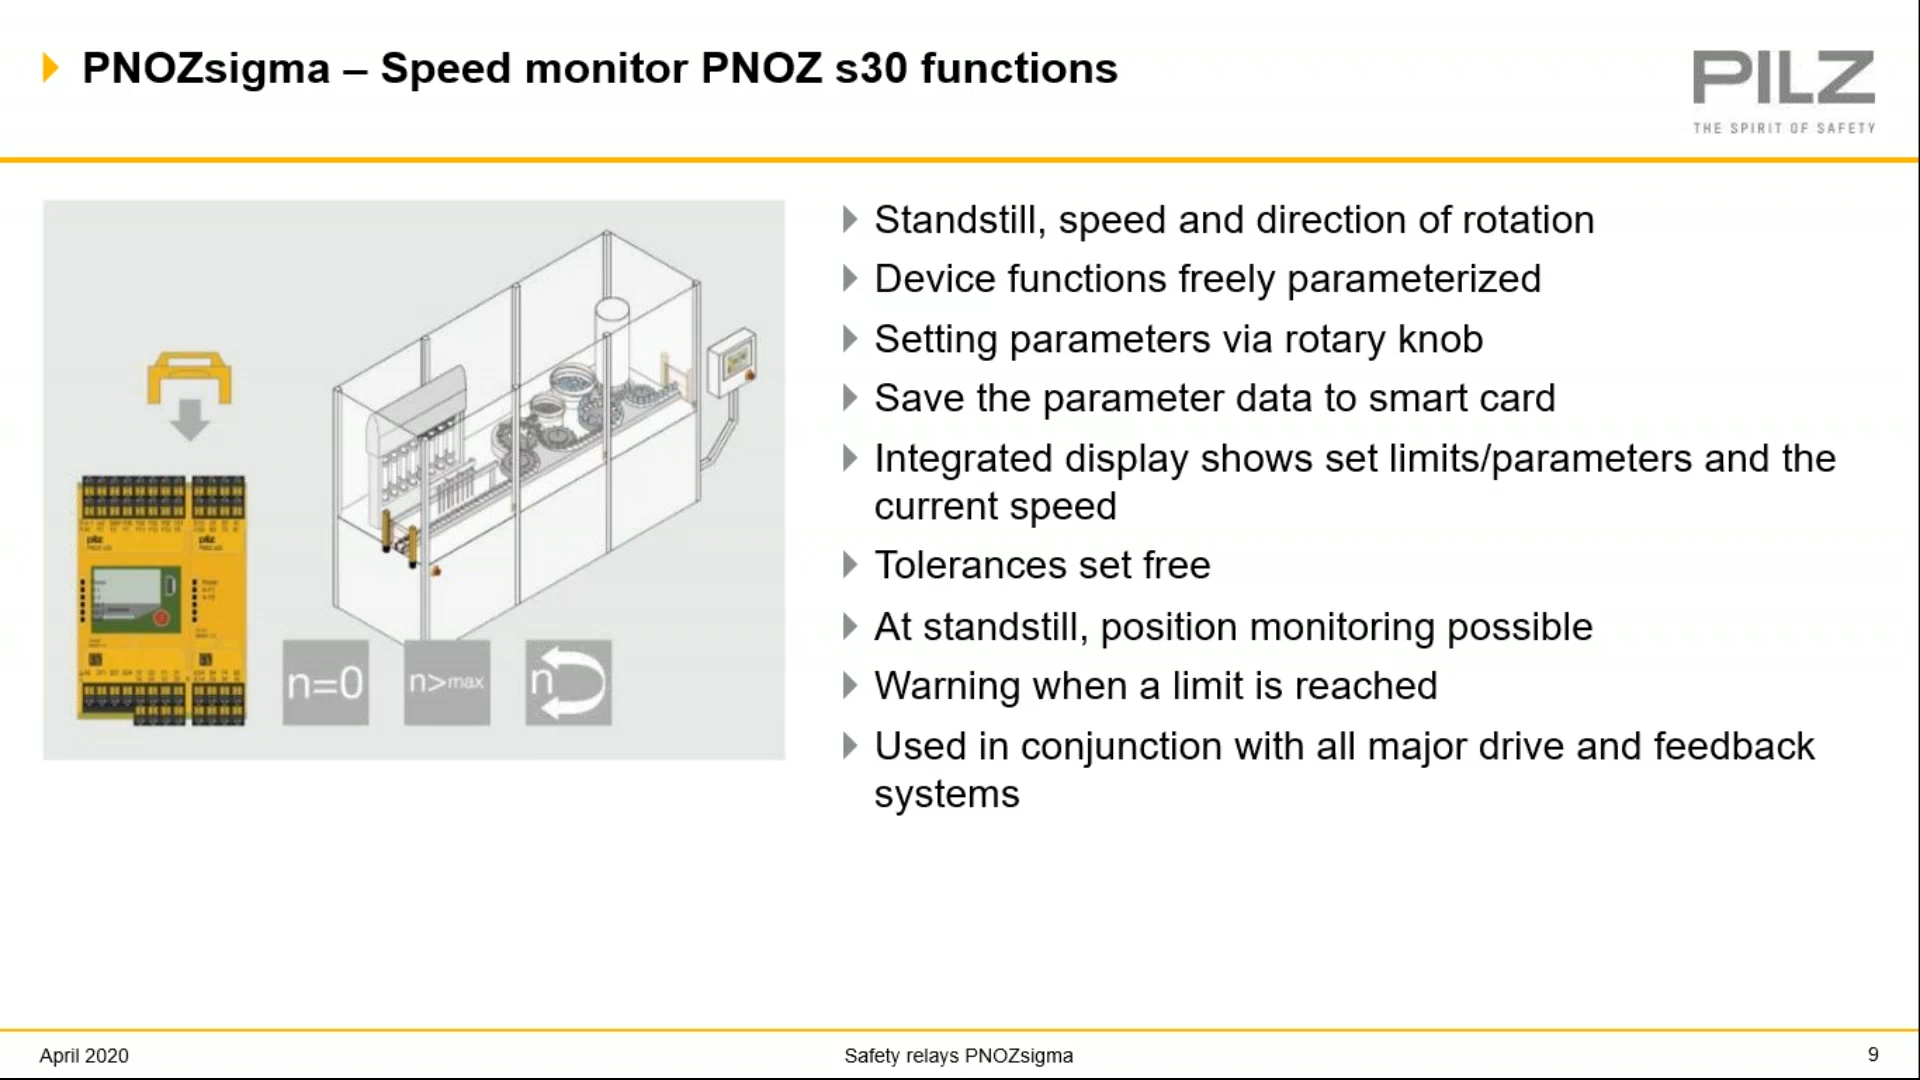 PNOZsigma – Speed monitor PNOZ s30 functions
PILZ
THE SPIRIT OF SAFETY
Standstill, speed and direction of rotation
Device functions freely parameterized
Setting parameters via rotary knob
Save the parameter data to smart card
Integrated display shows set limits/parameters and the
current speed
Tolerances set free
At standstill, position monitoring possible
Warning when a limit is reached
Used in conjunction with all major drive and feedback
systems
pilz
pilz
n=0
n>max
n
April 2020
Safety relays PNOZsigma
9